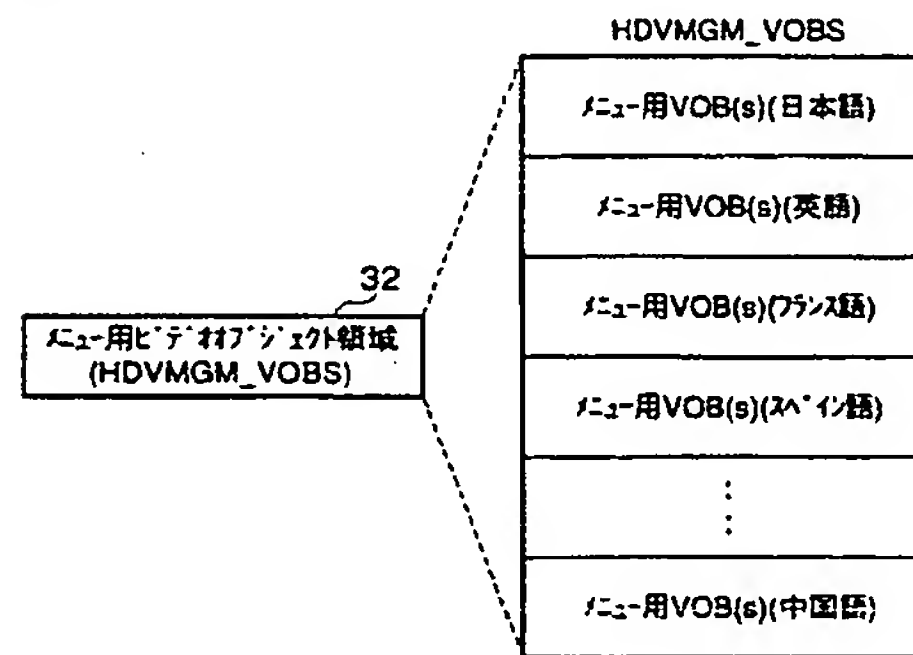 HDVMGM_VOBS
メニュー用VOB(s)(日本語)
メニュー用VOB(s)(英語)
メニュー用VOB(s)(フランス語)
メニュー用VOB(s)(スペイン語)
メニュー用VOB(s)(中国語)
32
メニュー用ビデオオブジェクト領域
(HDVMGM_VOBS)